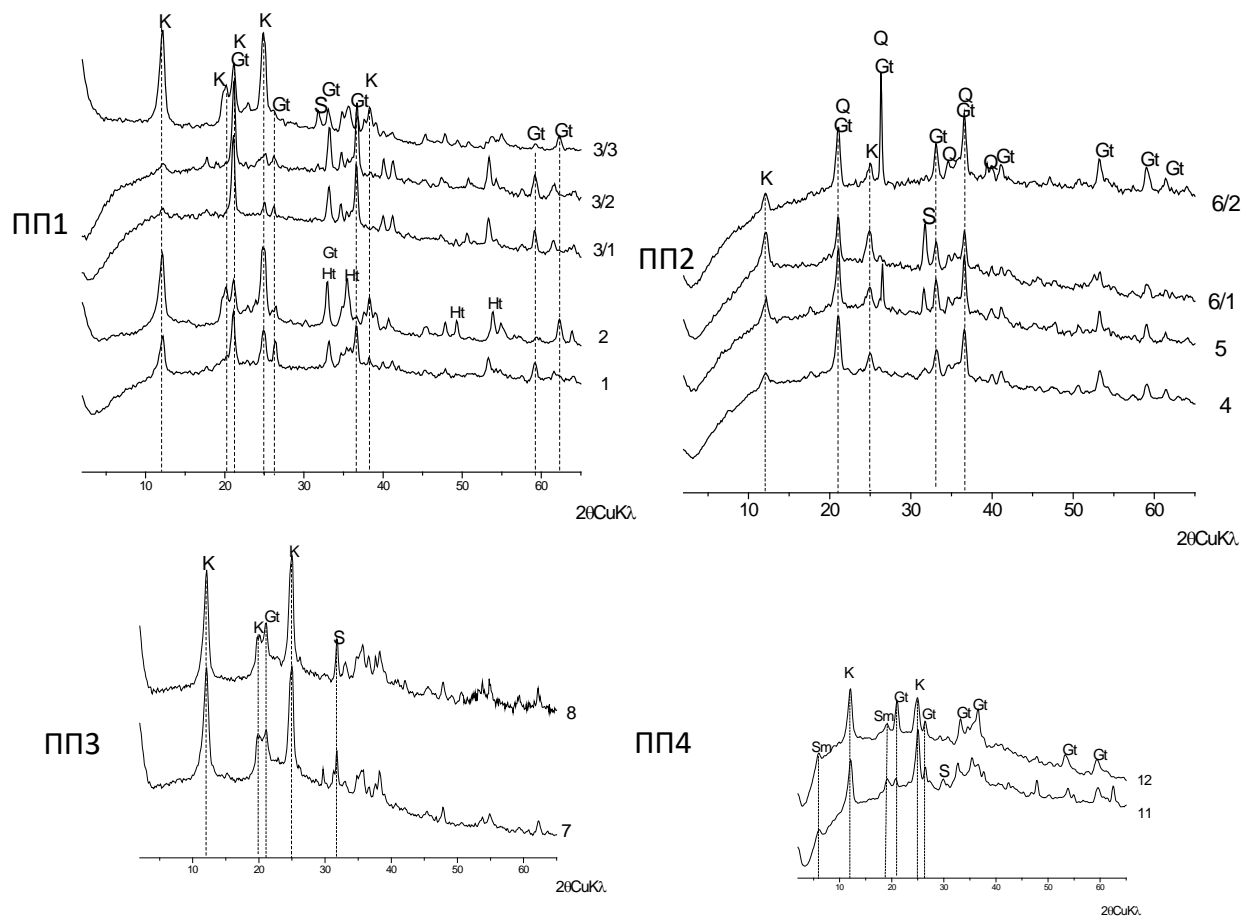 K
K
K
Gt
K
Gt
S
Gt
Gt
K
Gt
Gt
3/3
3/2
3/1
Gt
Ht
Ht
Ht
Ht
2
1
ПП1
10 20 30 40 50 60
2θCuKλ
Q
Gt
Q
Gt
K
K
Gt
Q
Q
Gt
Q
Gt
Gt
Gt
Gt
S
6/2
6/1
5
4
ПП2
10 20 30 40 50 60
2θCuKλ
K
K
K
Gt
S
8
7
ПП3
10 20 30 40 50 60
2θCuKλ
K
K
Sm
Gt
Gt
Gt
Gt
Sm
S
Gt
Gt
12
11
ПП4
10 20 30 40 50 60
2θCuKλ